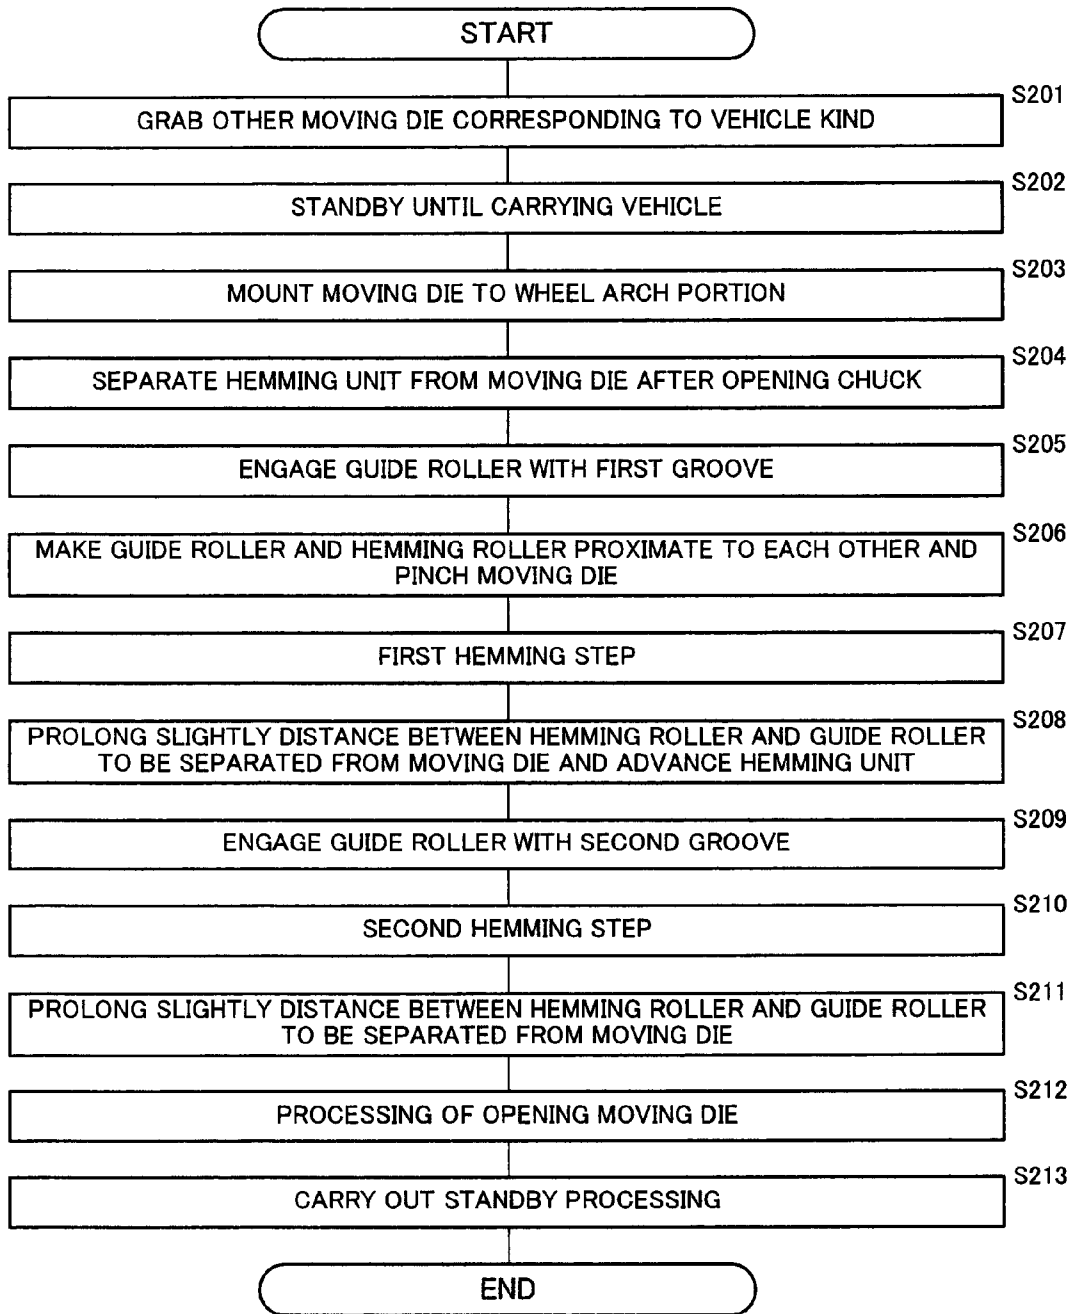 START
S201
GRAB OTHER MOVING DIE CORRESPONDING TO VEHICLE KIND
S202
STANDBY UNTIL CARRYING VEHICLE
S203
MOUNT MOVING DIE TO WHEEL ARCH PORTION
S204
SEPARATE HEMMING UNIT FROM MOVING DIE AFTER OPENING CHUCK
S205
ENGAGE GUIDE ROLLER WITH FIRST GROOVE
S206
MAKE GUIDE ROLLER AND HEMMING ROLLER PROXIMATE TO EACH OTHER AND
PINCH MOVING DIE
S207
FIRST HEMMING STEP
S208
PROLONG SLIGHTLY DISTANCE BETWEEN HEMMING ROLLER AND GUIDE ROLLER
TO BE SEPARATED FROM MOVING DIE AND ADVANCE HEMMING UNIT
S209
ENGAGE GUIDE ROLLER WITH SECOND GROOVE
S210
SECOND HEMMING STEP
S211
PROLONG SLIGHTLY DISTANCE BETWEEN HEMMING ROLLER AND GUIDE ROLLER
TO BE SEPARATED FROM MOVING DIE
S212
PROCESSING OF OPENING MOVING DIE
S213
CARRY OUT STANDBY PROCESSING
END